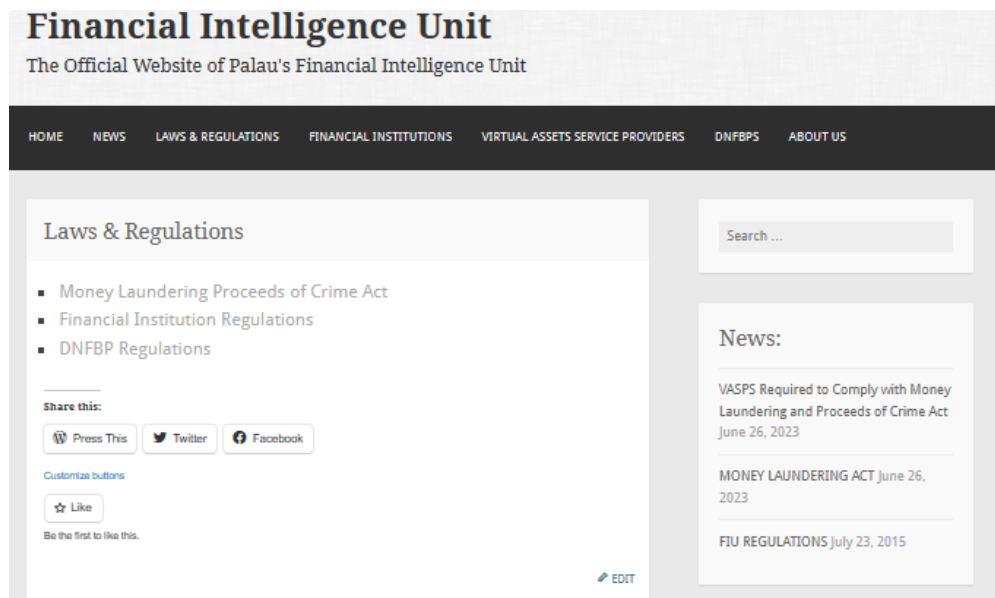 Financial Intelligence Unit
The Official Website of Palau's Financial Intelligence Unit
HOME NEWS LAWS & REGULATIONS FINANCIAL INSTITUTIONS VIRTUAL ASSETS SERVICE PROVIDERS DNFBPS ABOUT US
Laws & Regulations
Money Laundering Proceeds of Crime Act
Financial Institution Regulations
DNFBP Regulations
Share this:
Press This Twitter Facebook
Customize buttons
Like
Be the first to like this.
EDIT
Search ...
News:
VASPS Required to Comply with Money
Laundering and Proceeds of Crime Act
June 26, 2023
MONEY LAUNDERING ACT June 26,
2023
FIU REGULATIONS July 23, 2015